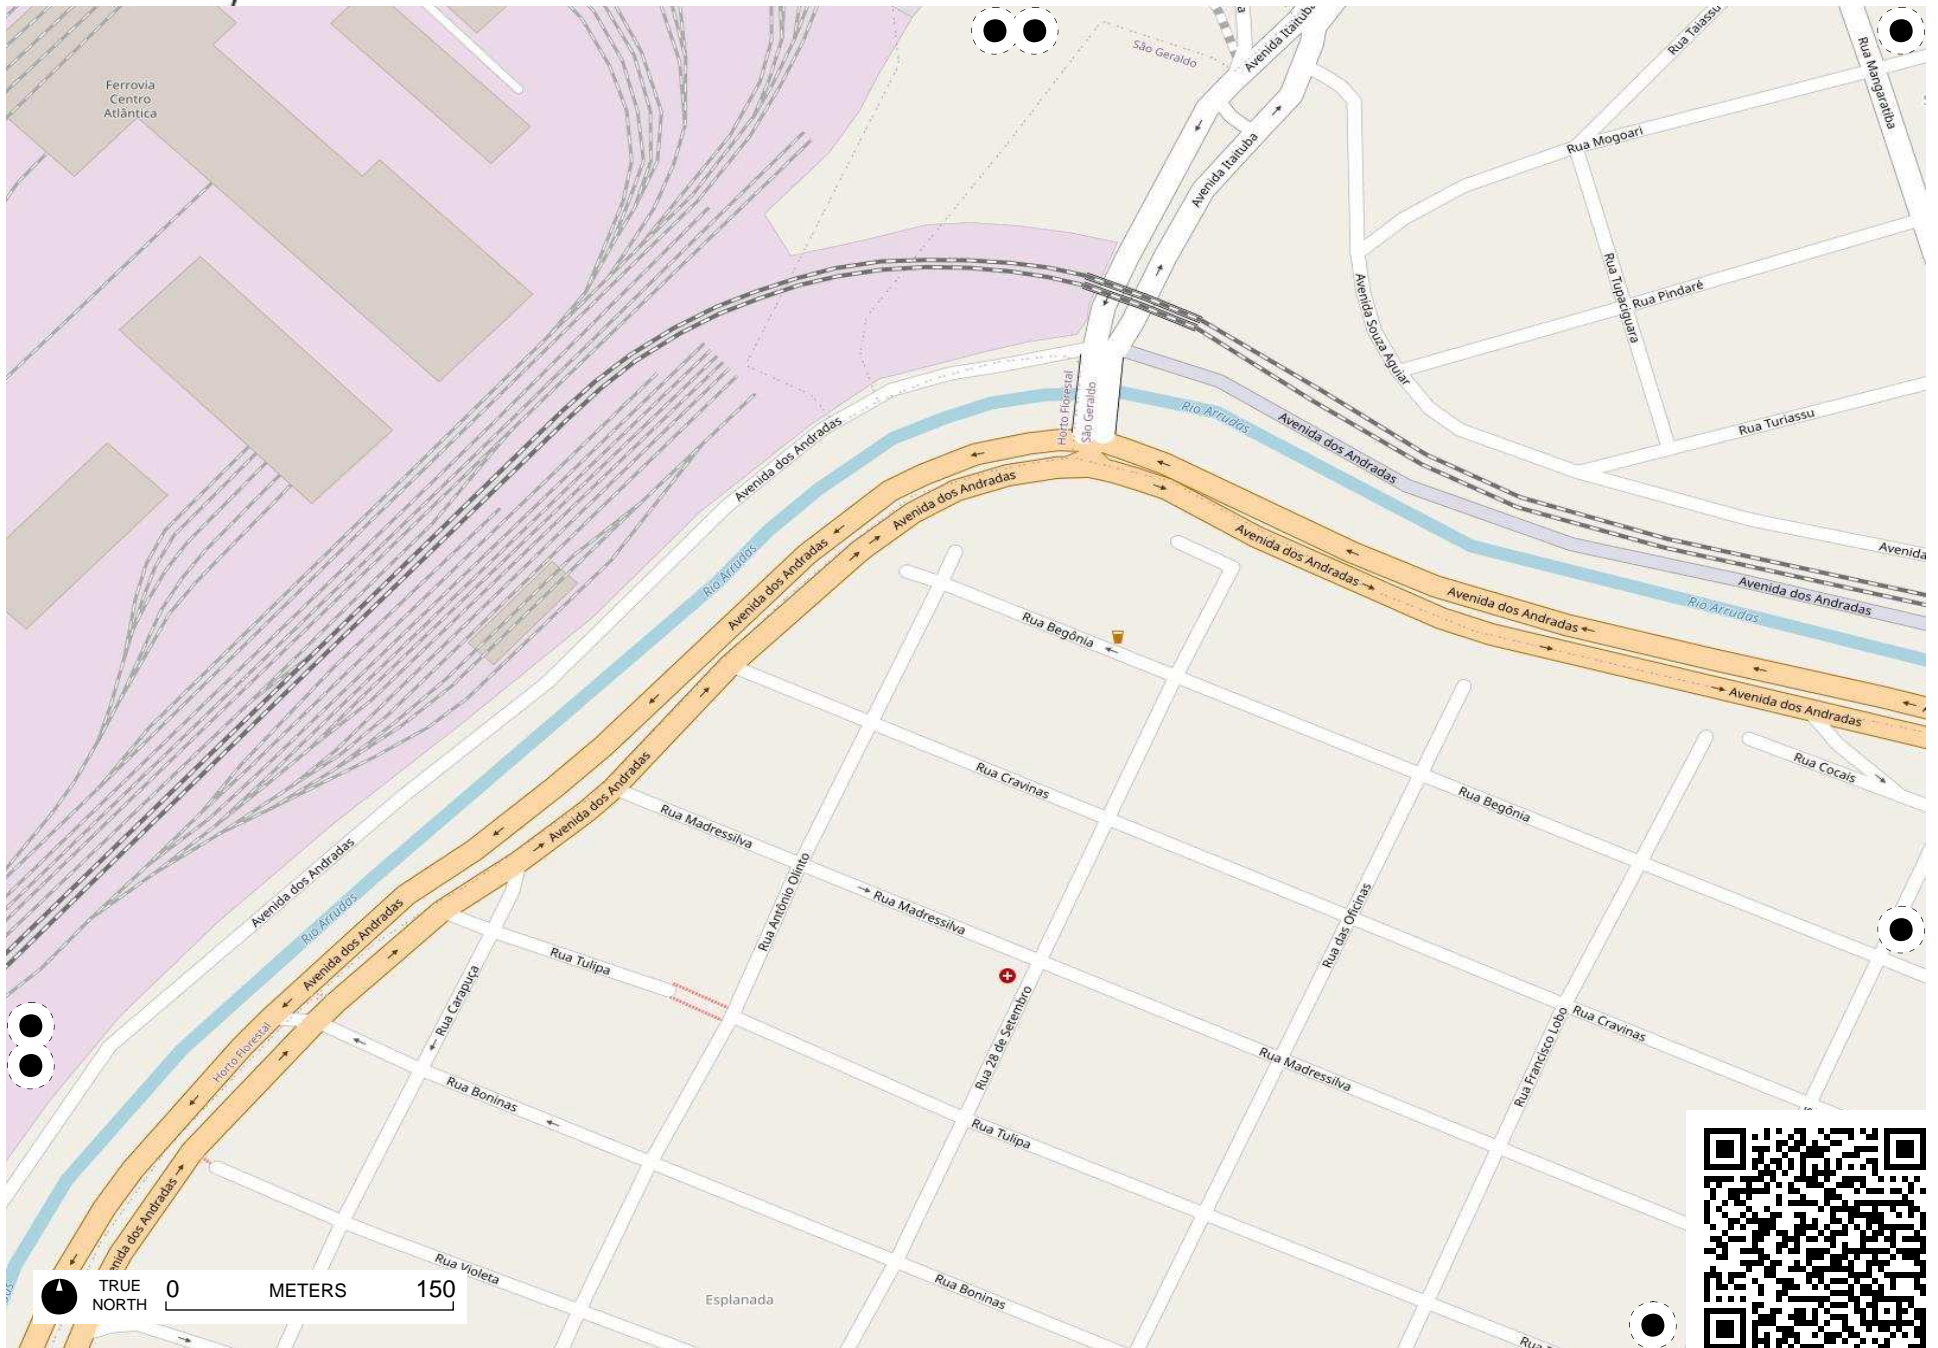 São Geraldo
Avenida Itaituba
Rua Taiassu
Rua Mangaratiba
Ferrovia
Centro
Atlântica
Rua Mogoari
Avenida Itaituba
Rua Tupaciguara
Rua Pindaré
Avenida Souza Aguiar
Horto Florestal
São Geraldo
Rio Arrudas
Avenida dos Andradas
Rua Turiassu
Avenida dos Andradas
Avenida dos Andradas
Avenida dos Andradas
Avenida
Rio Arrudas
Avenida dos Andradas
Avenida dos Andradas
Avenida dos Andradas
Rio Arrudas
Rua Begônia
Avenida dos Andradas
Rua Cravinas
Rua Begônia
Rua Cocais
Avenida dos Andradas
Rua Madressilva
Avenida dos Andradas
Rua Antônio Olinto
Rua Madressilva
Rua das Oficinas
Rio Arrudas
Avenida dos Andradas
Rua Tulipa
Rua Carapuça
Rua 28 de Setembro
Rua Francisco Lobo
Rua Cravinas
Horto Florestal
Rua Madressilva
Rua Boninas
Rua Tulipa
enida dos Andradas
Rua Violeta
Esplanada
Rua Boninas
TRUE
NORTH
0 METERS 150